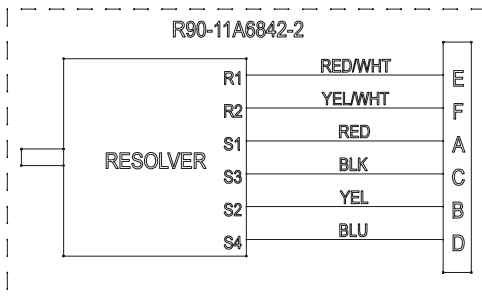 R90-11A6842-2
R1 RED/WHT E
R2 YEL/WHT F
S1 RED A
RESOLVER
S3 BLK C
S2 YEL B
S4 BLU D